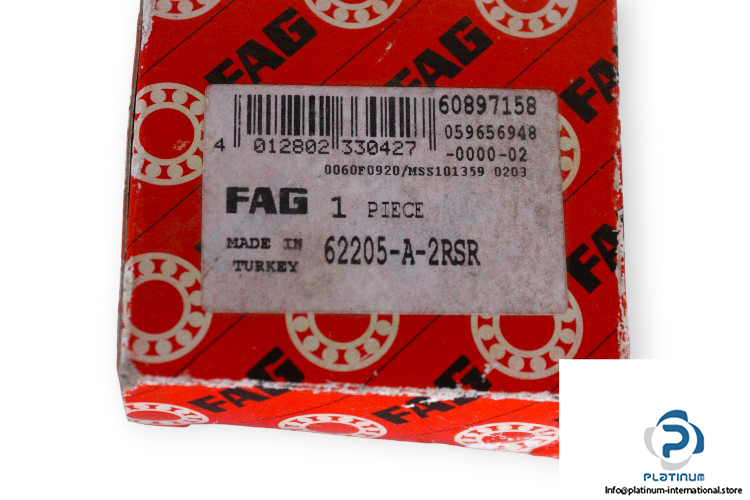 FAG
FAG
60897158
059656948
-0000-02
4 012802 330427
0060F0920/MSS101359 0203
FAG 1 PIECE
MADE IN TURKEY
62205-A-2RSR
FAG
FAG
FAG
PLATINUM
Info@platinum-international.store